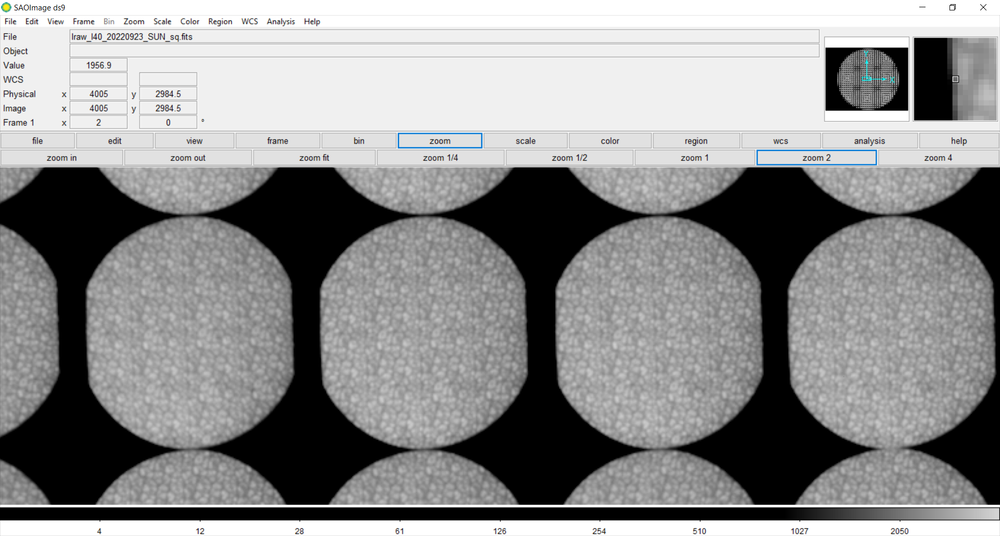 SAOImage ds9
File Edit View Frame Bin Zoom Scale Color Region WCS Analysis Help
File Iraw_I40_20220923_SUN_sq.fits
Object
Value 1956.9
WCS
Physical x 4005 y 2984.5
Image x 4005 y 2984.5
Frame 1 x 2 0 °
Y
X
file edit view frame bin zoom scale color region wcs analysis help
zoom in zoom out zoom fit zoom 1/4 zoom 1/2 zoom 1 zoom 2 zoom 4
4 12 28 61 126 254 510 1027 2050